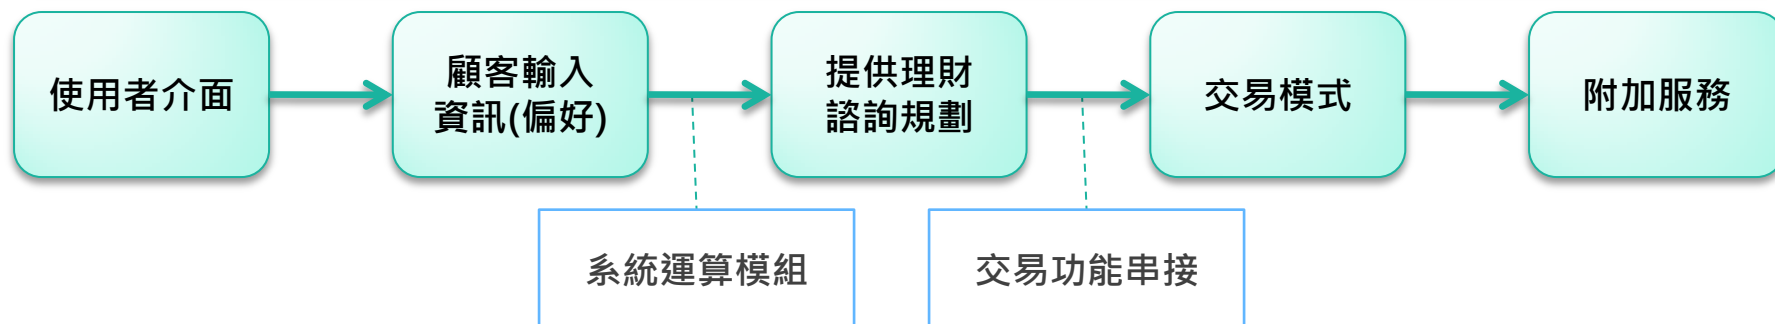 使用者介面
顧客輸入
資訊(偏好)
提供理財
諮詢規劃
交易模式
附加服務
系統運算模組
交易功能串接